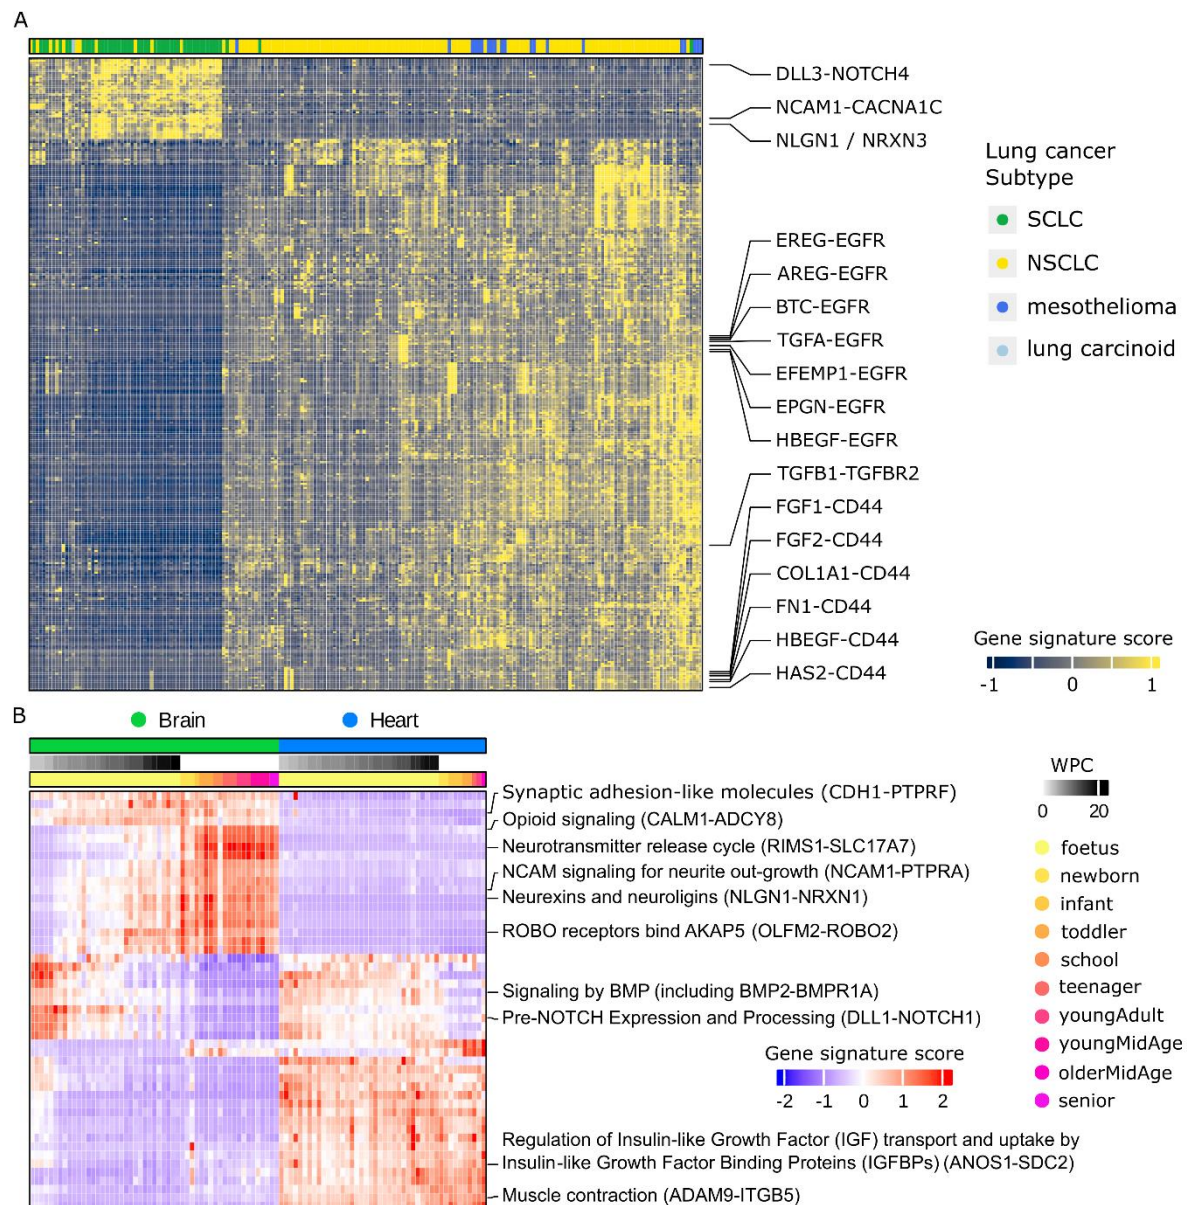 A
DLL3-NOTCH4
NCAM1-CACNA1C
NLGN1 / NRXN3
EREG-EGFR
AREG-EGFR
BTC-EGFR
TGFA-EGFR
EFEMP1-EGFR
EPGN-EGFR
HBEGF-EGFR
TGFB1-TGFBR2
FGF1-CD44
FGF2-CD44
COL1A1-CD44
FN1-CD44
HBEGF-CD44
HAS2-CD44
Lung cancer
Subtype
SCLC
NSCLC
mesothelioma
lung carcinoid
Gene signature score
-1 0 1
B
Brain
Heart
Synaptic adhesion-like molecules (CDH1-PTPRF)
Opioid signaling (CALM1-ADCY8)
Neurotransmitter release cycle (RIMS1-SLC17A7)
NCAM signaling for neurite out-growth (NCAM1-PTPRA)
Neurexins and neuroligins (NLGN1-NRXN1)
ROBO receptors bind AKAP5 (OLFM2-ROBO2)
Signaling by BMP (including BMP2-BMPR1A)
Pre-NOTCH Expression and Processing (DLL1-NOTCH1)
Gene signature score
-2 -1 0 1 2
Regulation of Insulin-like Growth Factor (IGF) transport and uptake by
Insulin-like Growth Factor Binding Proteins (IGFBPs) (ANOS1-SDC2)
Muscle contraction (ADAM9-ITGB5)
WPC
0 20
foetus
newborn
infant
toddler
school
teenager
youngAdult
youngMidAge
olderMidAge
senior